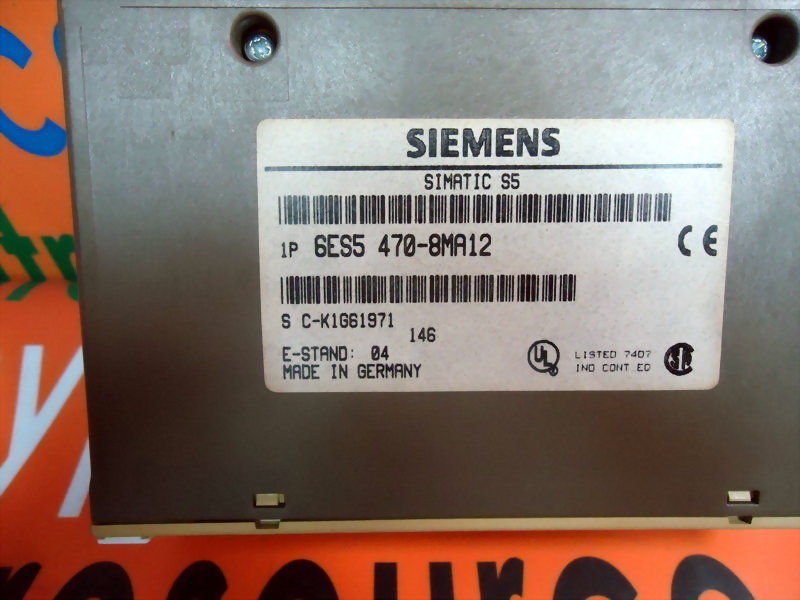 SIEMENS
SIMATIC S5
1P 6ES5 470-8MA12
CE
S C-K1G61971
146
E-STAND: 04
MADE IN GERMANY
UL
LISTED 7407
IND CONT EQ